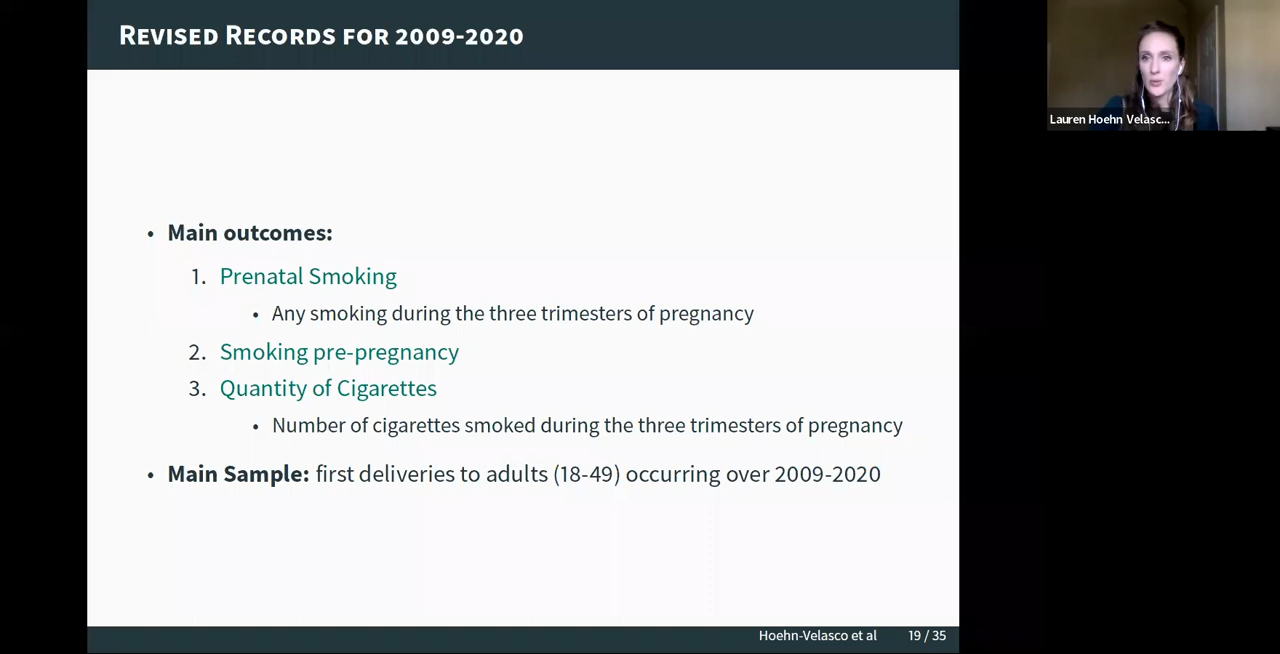 REVISED RECORDS FOR 2009-2020
Lauren Hoehn Velasc...
• Main outcomes:
1. Prenatal Smoking
• Any smoking during the three trimesters of pregnancy
2. Smoking pre-pregnancy
3. Quantity of Cigarettes
• Number of cigarettes smoked during the three trimesters of pregnancy
• Main Sample: first deliveries to adults (18-49) occurring over 2009-2020
Hoehn-Velasco et al 19 / 35